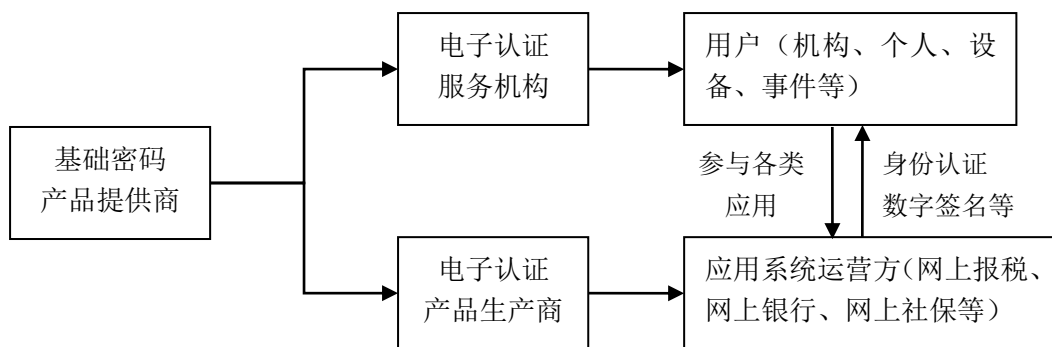 电子认证
服务机构
用户（机构、个人、设
备、事件等）
基础密码
产品提供商
参与各类
应用
身份认证
数字签名等
电子认证
产品生产商
应用系统运营方（网上报税、
网上银行、网上社保等）